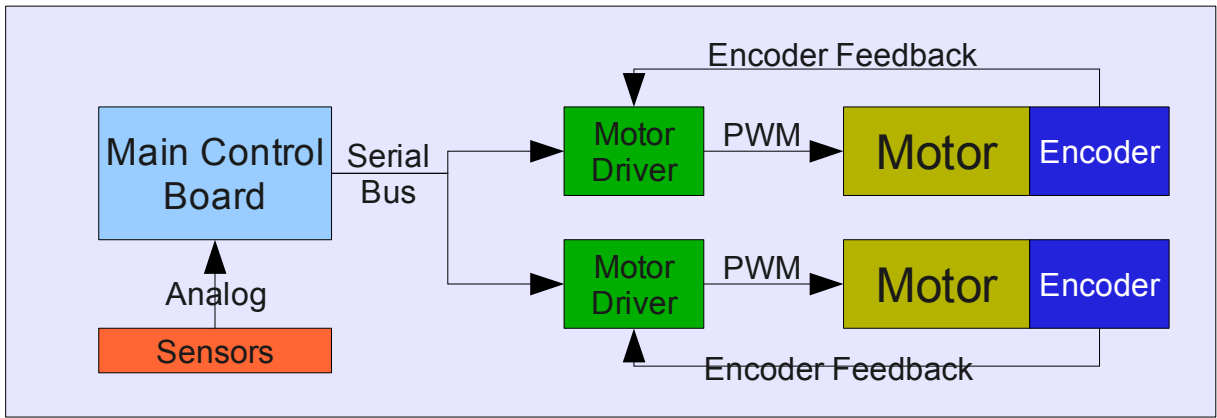 Encoder Feedback
Main Control
Board
Serial
Bus
Motor
Driver
PWM
Motor
Encoder
Motor
Driver
PWM
Motor
Encoder
Analog
Sensors
Encoder Feedback